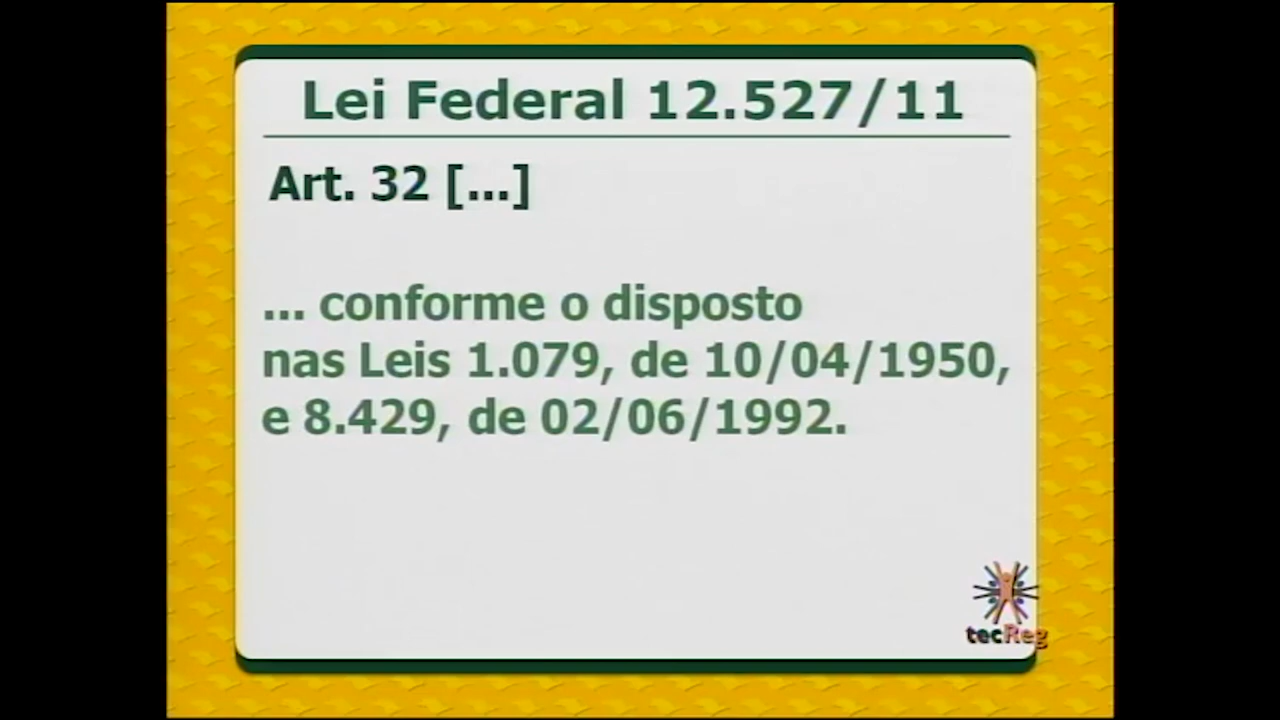 Lei Federal 12.527/11
Art. 32 [...]
... conforme o disposto
nas Leis 1.079, de 10/04/1950,
e 8.429, de 02/06/1992.
tecReg